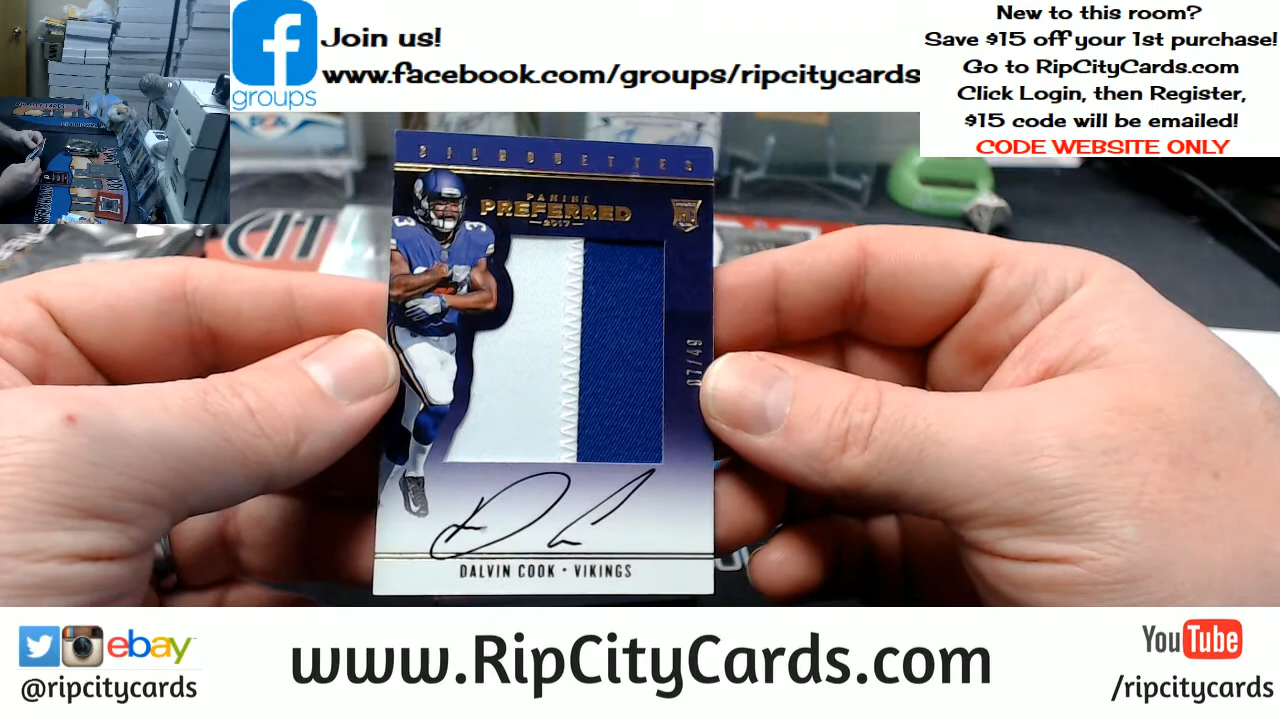 Join us!
www.facebook.com/groups/ripcitycards
groups
New to this room?
Save $15 off your 1st purchase!
Go to RipCityCards.com
Click Login, then Register,
$15 code will be emailed!
CODE WEBSITE ONLY
SILHOUETTES
PANINI
PREFERRED
2017
07/49
DALVIN COOK • VIKINGS
ebay
@ripcitycards
www.RipCityCards.com
YouTube
/ripcitycards